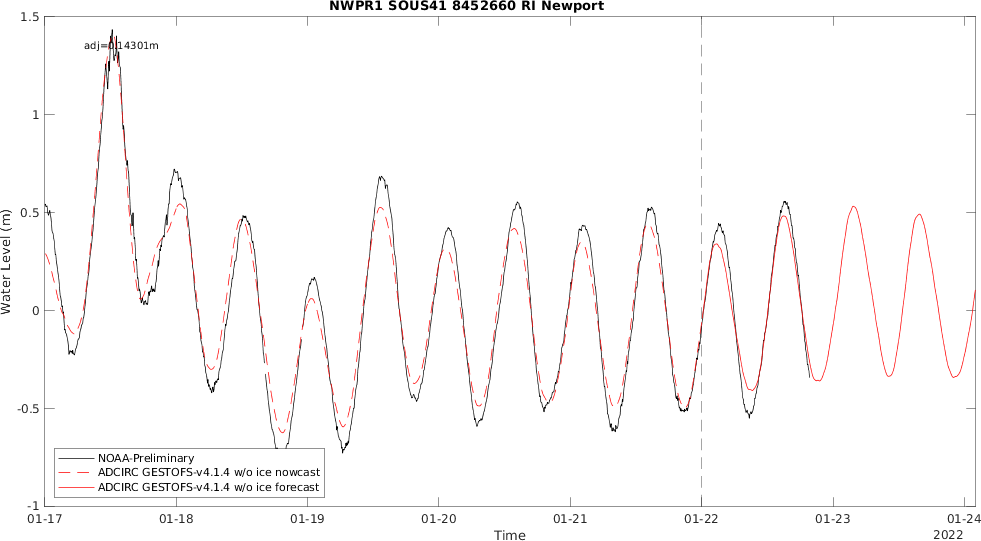 NWPR1 SOUS41 8452660 RI Newport
adj=0.14301m
Water Level (m)
1.5
1
0.5
0
-0.5
-1
NOAA-Preliminary
ADCIRC GESTOFS-v4.1.4 w/o ice nowcast
ADCIRC GESTOFS-v4.1.4 w/o ice forecast
01-17 01-18 01-19 01-20 01-21 01-22 01-23 01-24
Time
2022